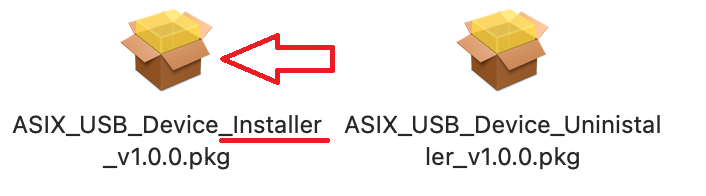 ASIX_USB_Device_Installer
_v1.0.0.pkg
ASIX_USB_Device_Uninistal
ler_v1.0.0.pkg